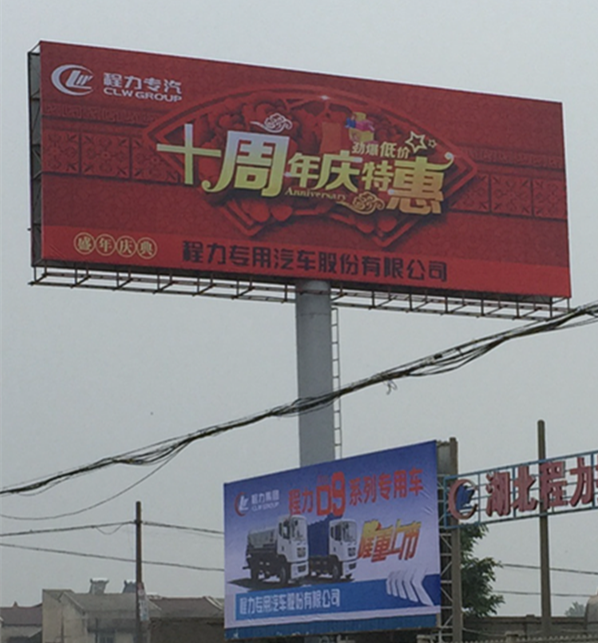 程力专汽
CLW GROUP
劲爆低价
十周年庆特惠
Anniversary
盛年庆典
程力专用汽车股份有限公司
程力集团
CLW GROUP
程力D9系列专用车
隆重上市
程力专用汽车股份有限公司
湖北程力